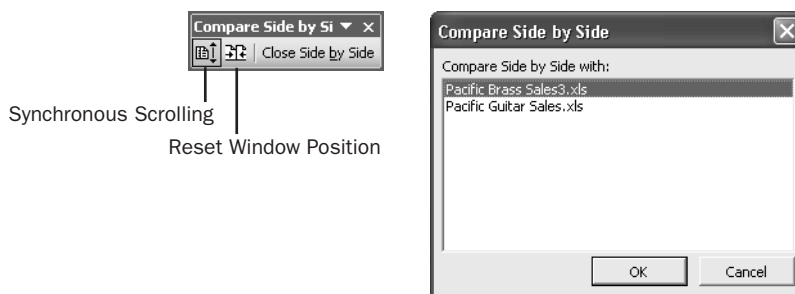 Compare Side by Si
Close Side by Side
Synchronous Scrolling
Reset Window Position
Compare Side by Side
Compare Side by Side with:
Pacific Brass Sales3.xls
Pacific Guitar Sales.xls
OK
Cancel